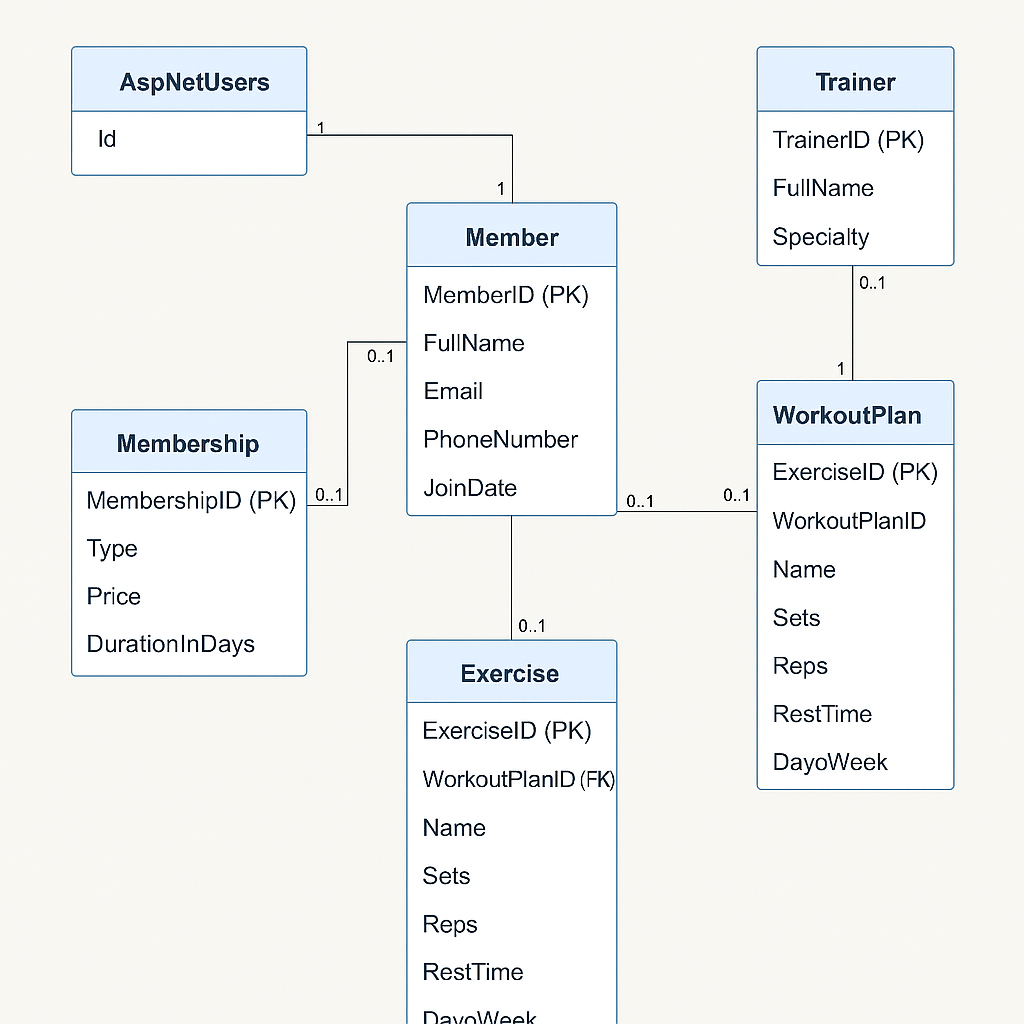 AspNetUsers
Id
1
1
Trainer
TrainerID (PK)
FullName
Specialty
0..1
1
Member
MemberID (PK)
FullName
Email
PhoneNumber
JoinDate
0..1
0..1
0..1
0..1
0..1
Membership
MembershipID (PK)
Type
Price
DurationInDays
WorkoutPlan
ExerciseID (PK)
WorkoutPlanID
Name
Sets
Reps
RestTime
DayoWeek
Exercise
ExerciseID (PK)
WorkoutPlanID (FK)
Name
Sets
Reps
RestTime
DayoWeek